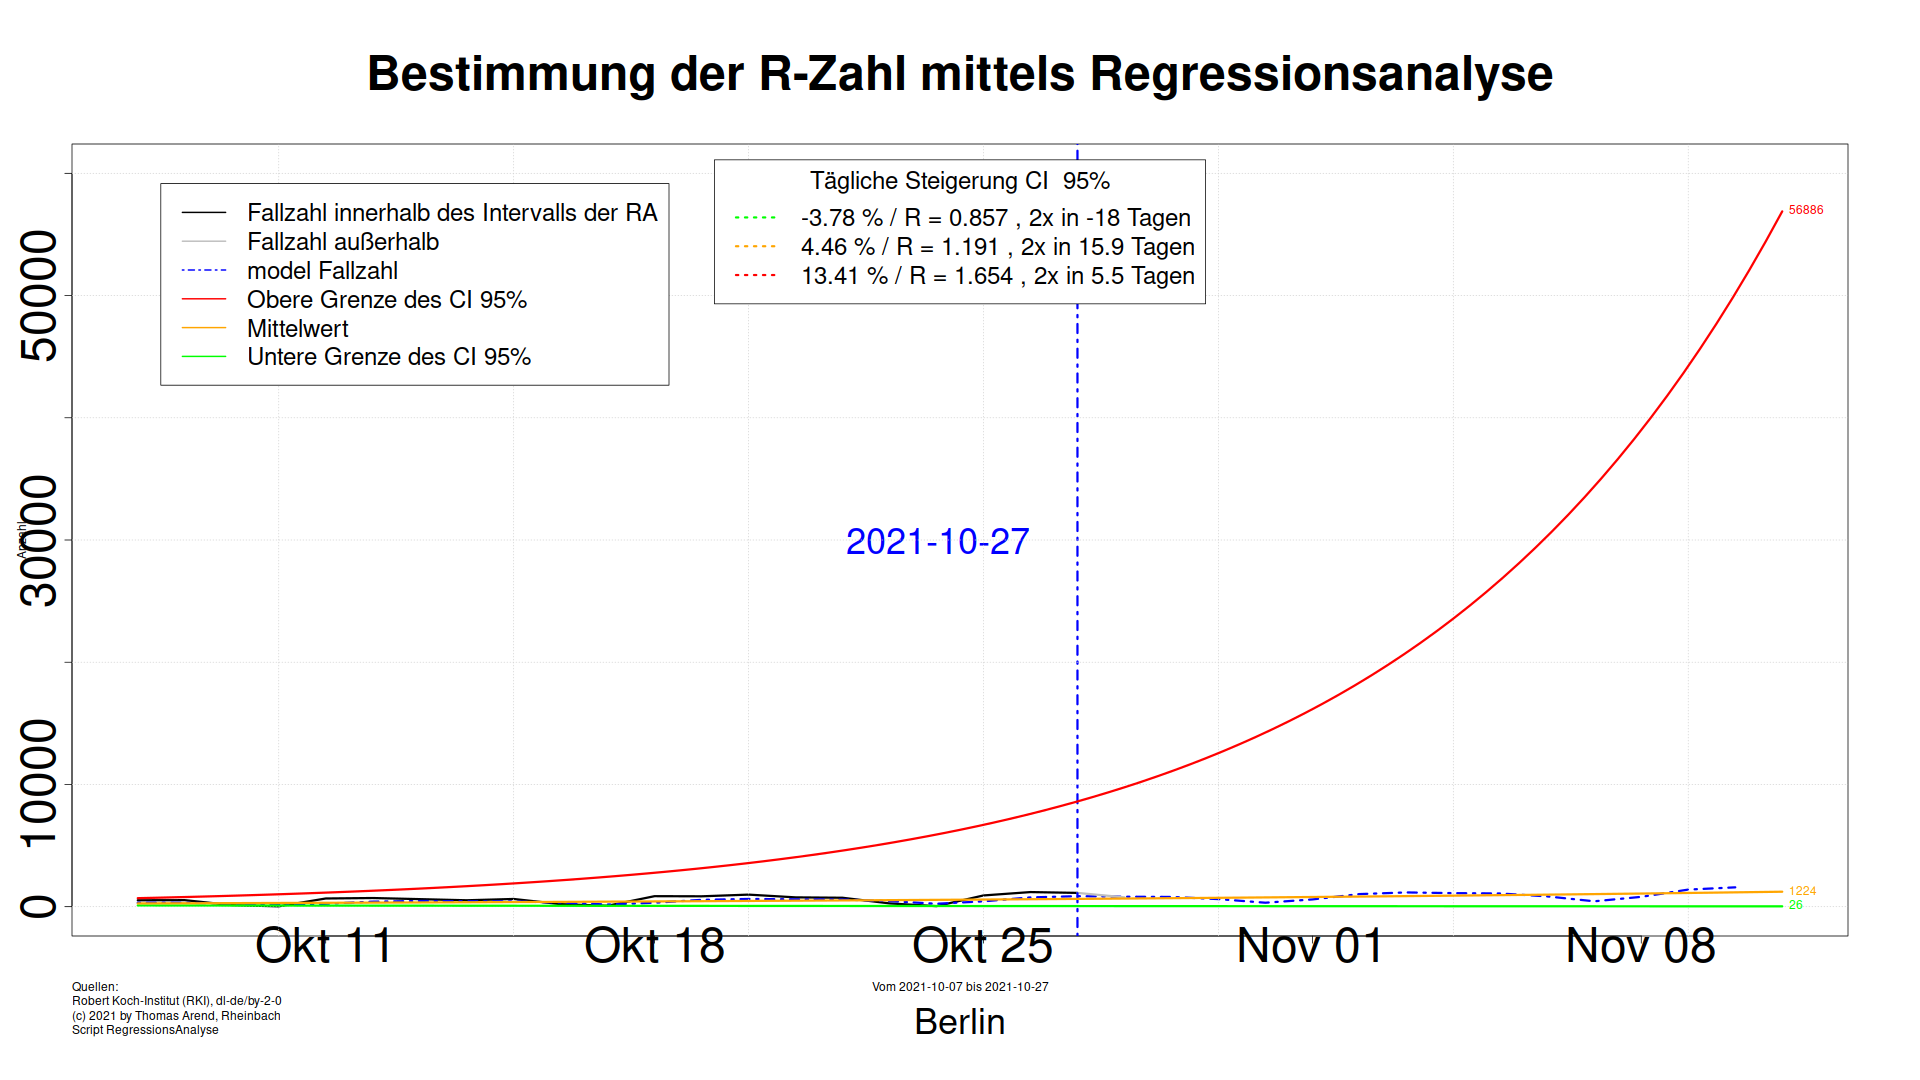 Bestimmung der R-Zahl mittels Regressionsanalyse
Fallzahl innerhalb des Intervalls der RA
Fallzahl außerhalb
model Fallzahl
Obere Grenze des CI 95%
Mittelwert
Untere Grenze des CI 95%
Tägliche Steigerung CI 95%
-3.78 % / R = 0.857 , 2x in -18 Tagen
4.46 % / R = 1.191 , 2x in 15.9 Tagen
13.41 % / R = 1.654 , 2x in 5.5 Tagen
56886
50000
30000
10000
0
Anzahl
2021-10-27
1224
26
Okt 11
Okt 18
Okt 25
Nov 01
Nov 08
Quellen:
Robert Koch-Institut (RKI), dl-de/by-2-0
(c) 2021 by Thomas Arend, Rheinbach
Script RegressionsAnalyse
Vom 2021-10-07 bis 2021-10-27
Berlin